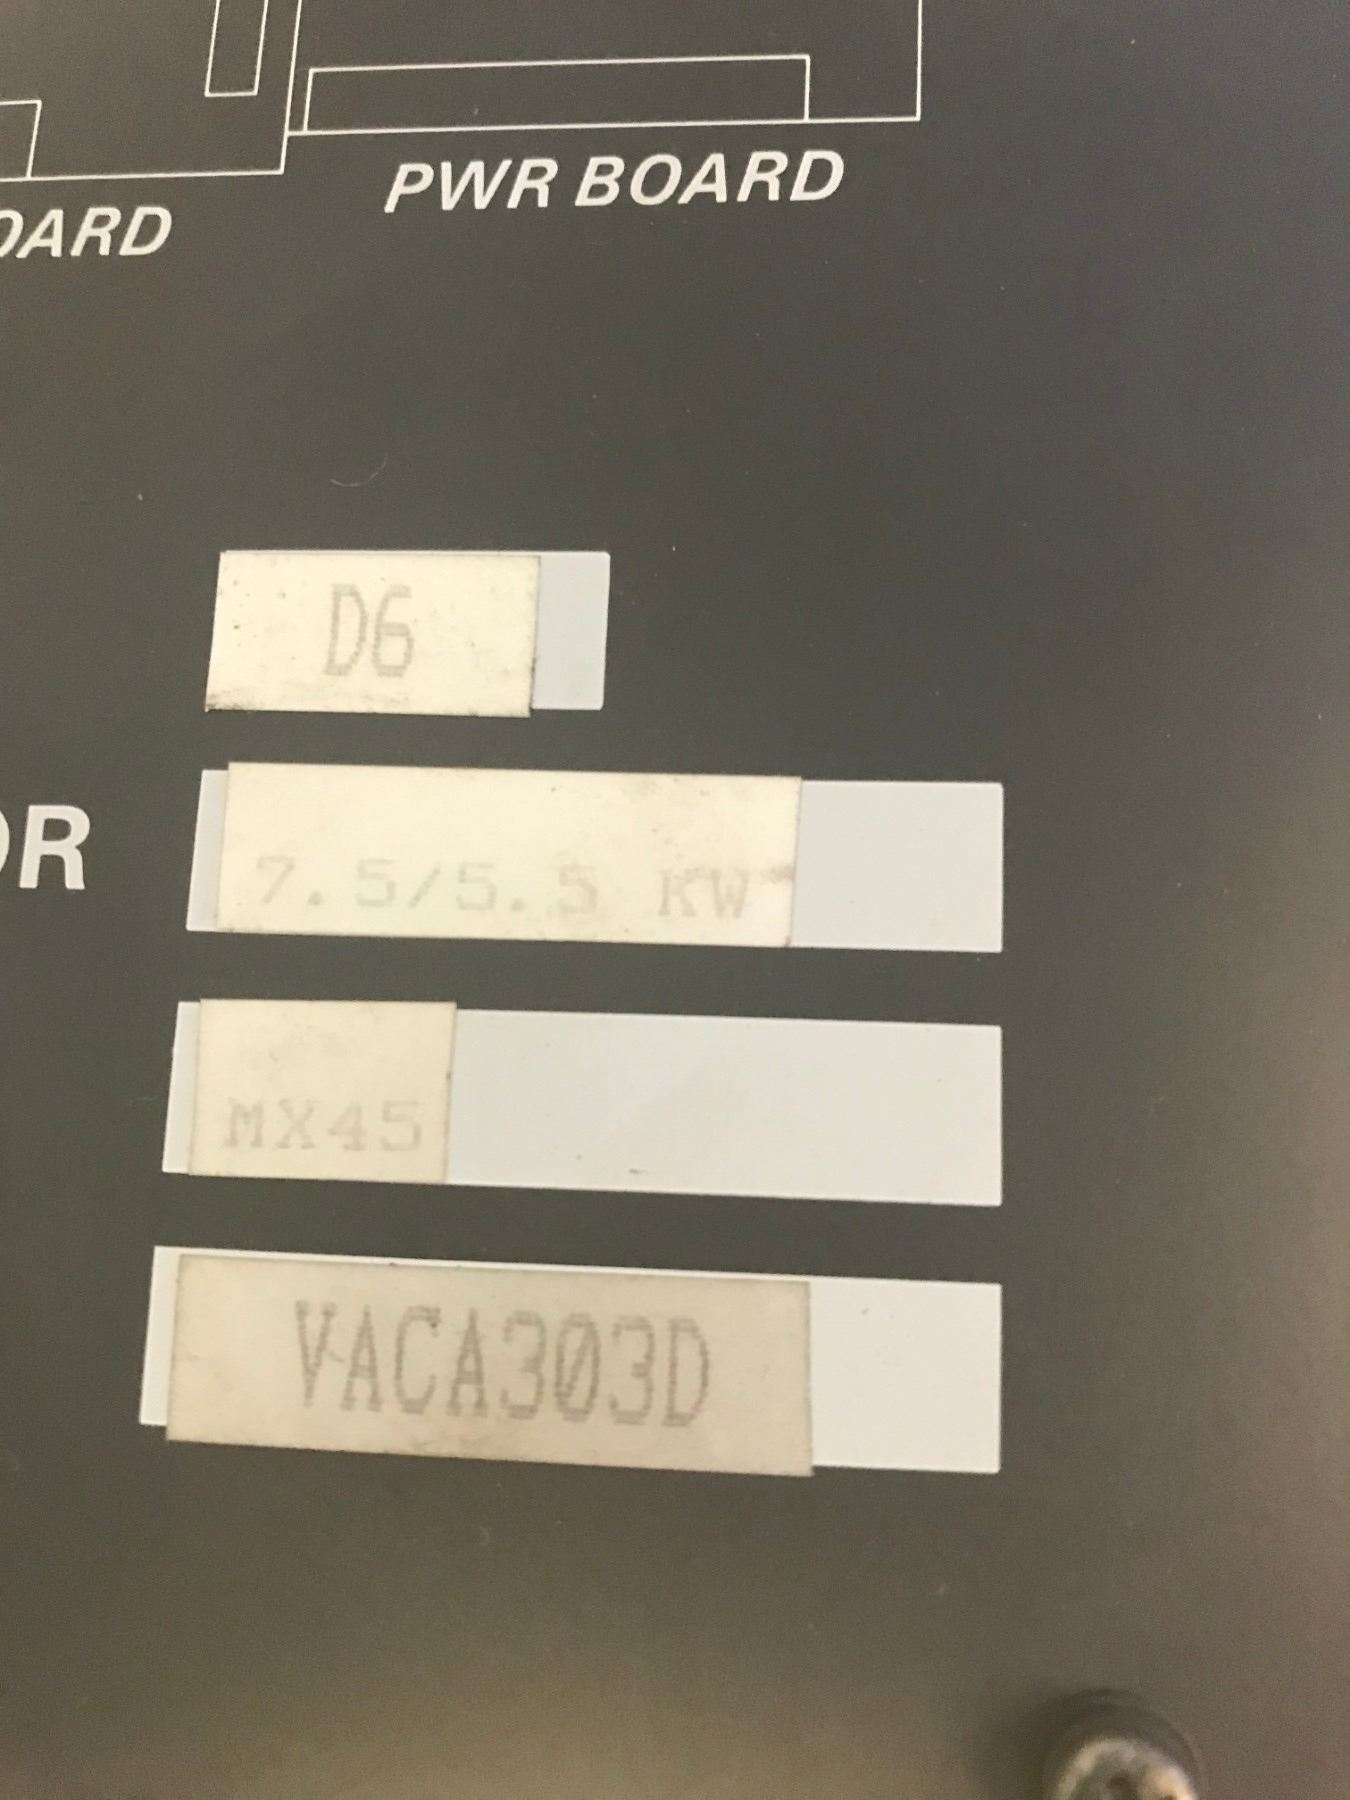 PWR BOARD
OARD
D6
OR
7.5/5.5 KW
MX45
VACA303D